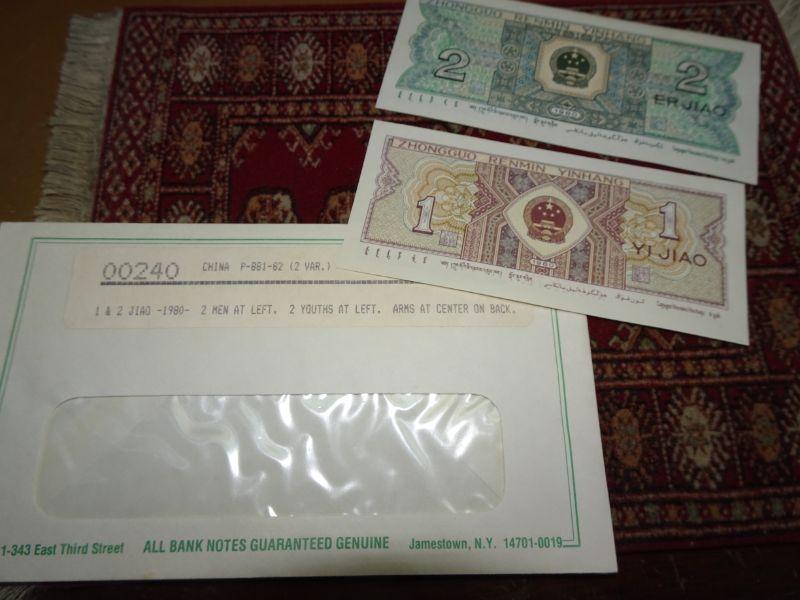 ZHONGGUO RENMIN YINHANG
2
2
ER JIAO
1980
ZHONGGUO RENMIN YINHANG
1
1
YI JIAO
00240 CHINA P-881-82 (2 VAR.)
1 & 2 JIAO -1980- 2 MEN AT LEFT. 2 YOUTHS AT LEFT. ARMS AT CENTER ON BACK.
1-343 East Third Street ALL BANK NOTES GUARANTEED GENUINE Jamestown, N.Y. 14701-0019